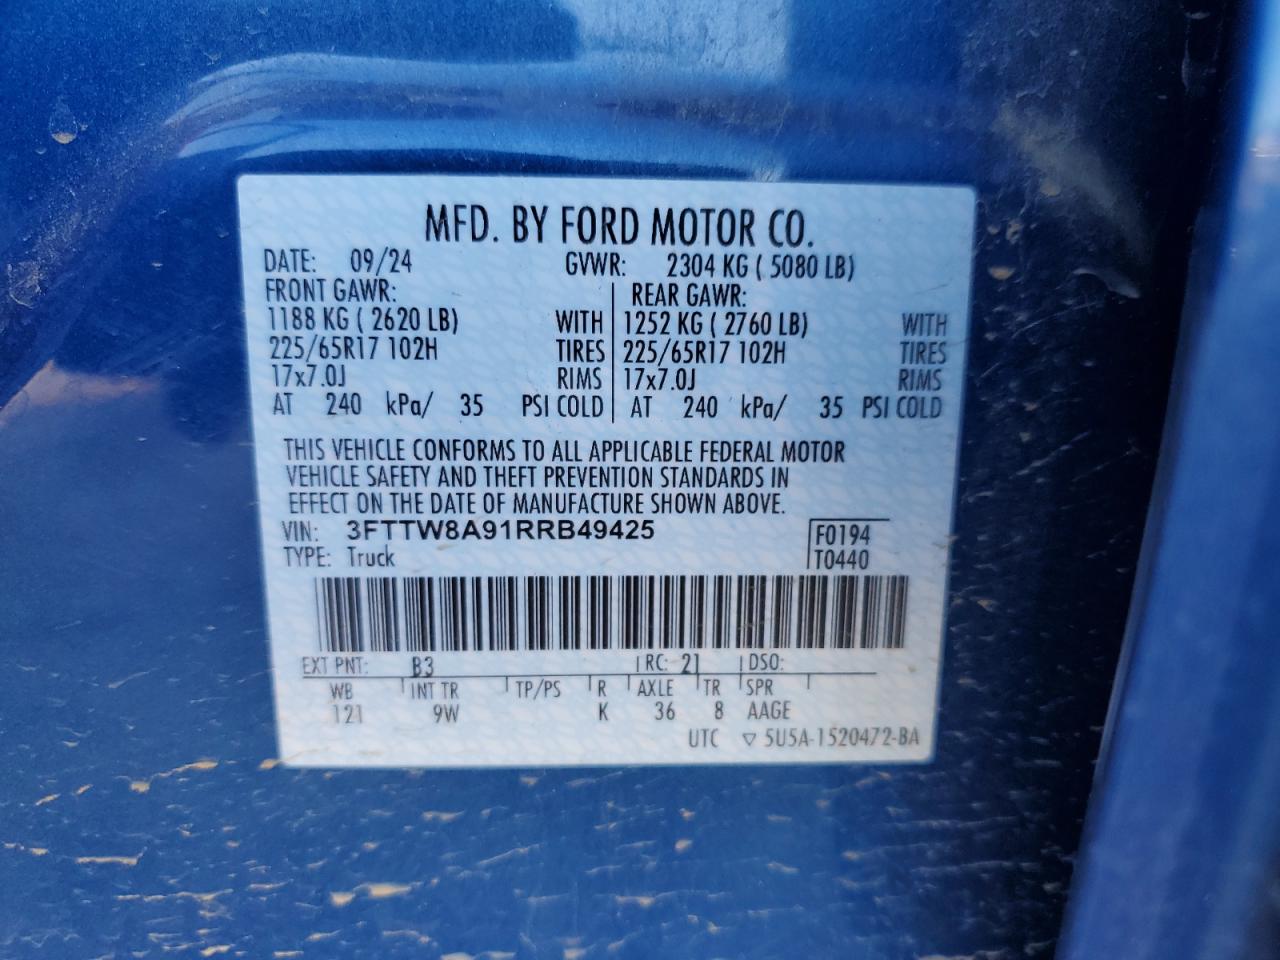 MFD. BY FORD MOTOR CO.
DATE: 09/24 GVWR: 2304 KG ( 5080 LB)
FRONT GAWR: REAR GAWR:
1188 KG ( 2620 LB) WITH 1252 KG ( 2760 LB) WITH
225/65R17 102H TIRES 225/65R17 102H TIRES
17x7.0J RIMS 17x7.0J RIMS
AT 240 kPa/ 35 PSI COLD AT 240 kPa/ 35 PSI COLD
THIS VEHICLE CONFORMS TO ALL APPLICABLE FEDERAL MOTOR
VEHICLE SAFETY AND THEFT PREVENTION STANDARDS IN
EFFECT ON THE DATE OF MANUFACTURE SHOWN ABOVE.
VIN: 3FTTW8A91RRB49425 F0194
TYPE: Truck T0440
EXT PNT: B3 RC: 21 DSO:
WB INT TR TP/PS R AXLE TR SPR
121 9W K 36 8 AAGE
UTC ▽ 5U5A-1520472-BA